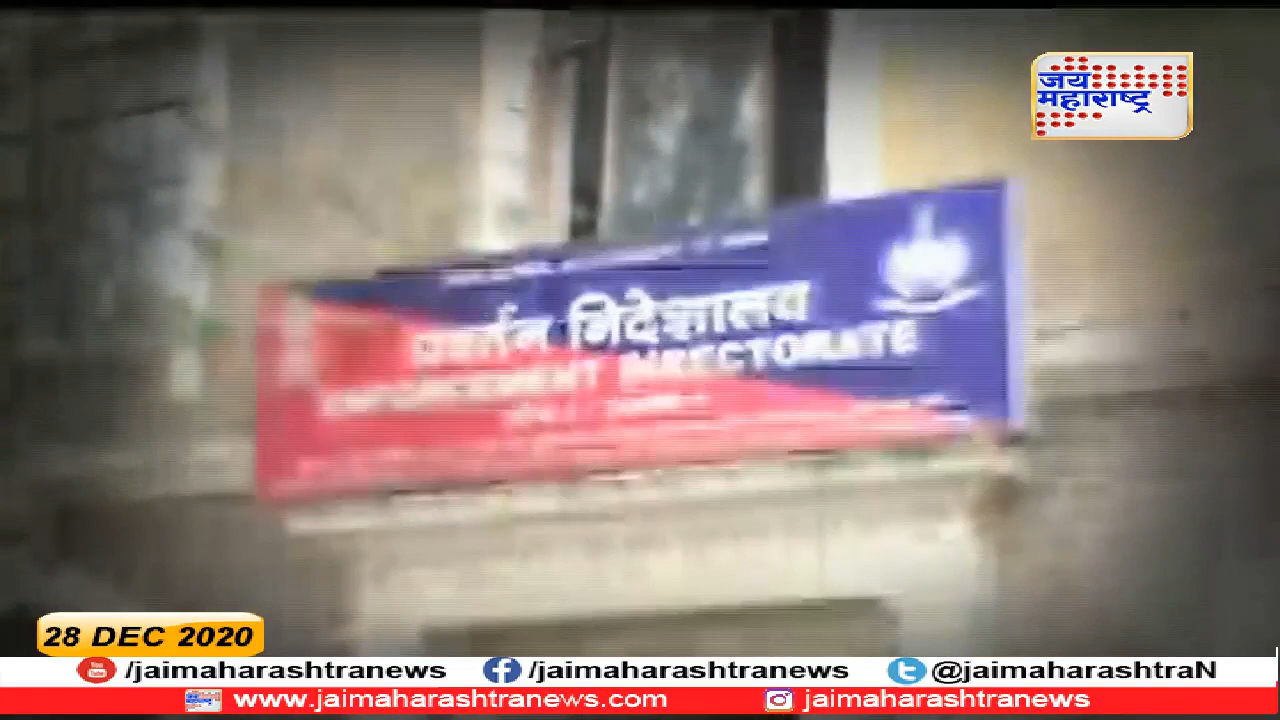 जय
महाराष्ट्र
प्रवर्तन निदेशालय
ENFORCEMENT DIRECTORATE
28 DEC 2020
/jaimaharashtranews /jaimaharashtranews @jaimaharashtraN
www.jaimaharashtranews.com jaimaharashtranews